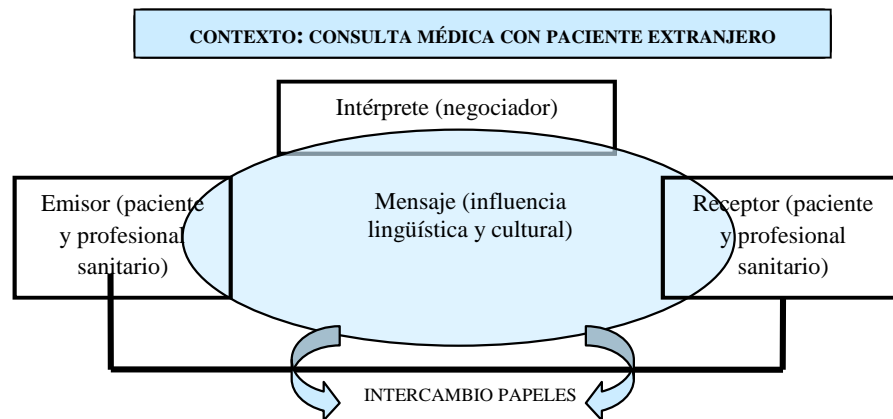 CONTEXTO: CONSULTA MÉDICA CON PACIENTE EXTRANJERO
Intérprete (negociador)
Emisor (paciente
y profesional
sanitario)
Mensaje (influencia
lingüística y cultural)
Receptor (paciente
y profesional
sanitario)
INTERCAMBIO PAPELES